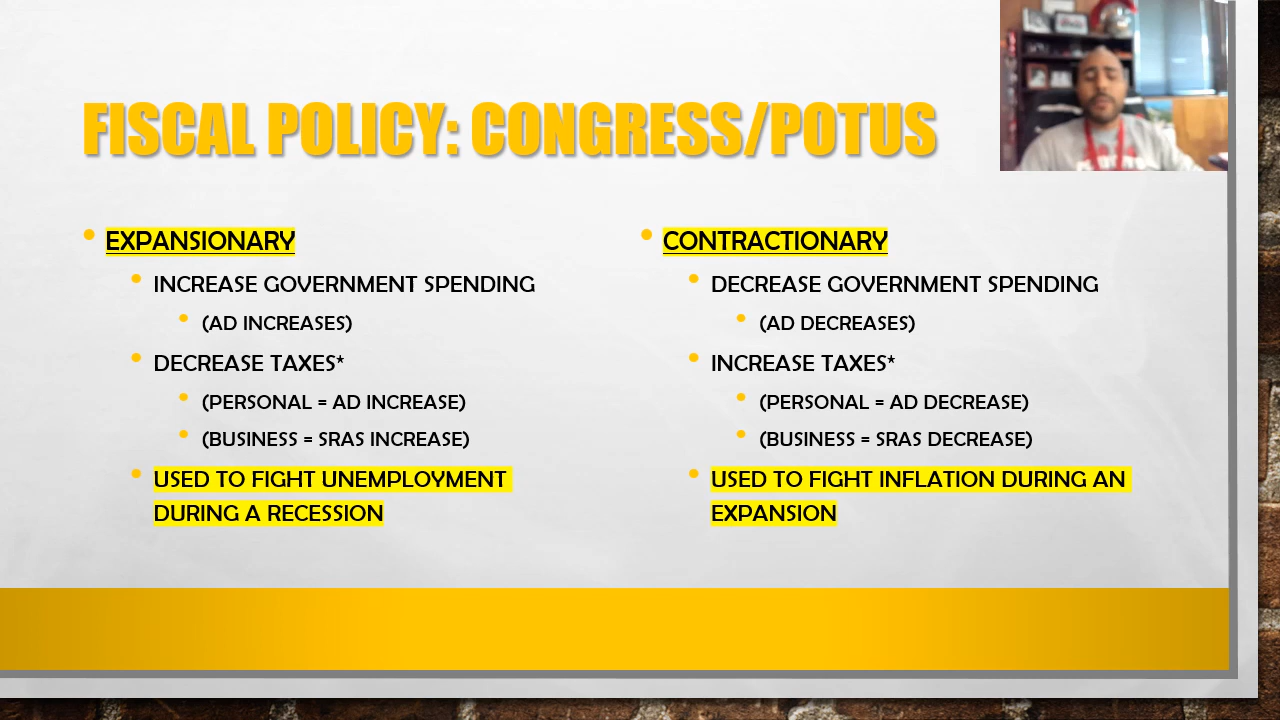 FISCAL POLICY: CONGRESS/POTUS
• EXPANSIONARY
• INCREASE GOVERNMENT SPENDING
• (AD INCREASES)
• DECREASE TAXES*
• (PERSONAL = AD INCREASE)
• (BUSINESS = SRAS INCREASE)
• USED TO FIGHT UNEMPLOYMENT
DURING A RECESSION
• CONTRACTIONARY
• DECREASE GOVERNMENT SPENDING
• (AD DECREASES)
• INCREASE TAXES*
• (PERSONAL = AD DECREASE)
• (BUSINESS = SRAS DECREASE)
• USED TO FIGHT INFLATION DURING AN
EXPANSION